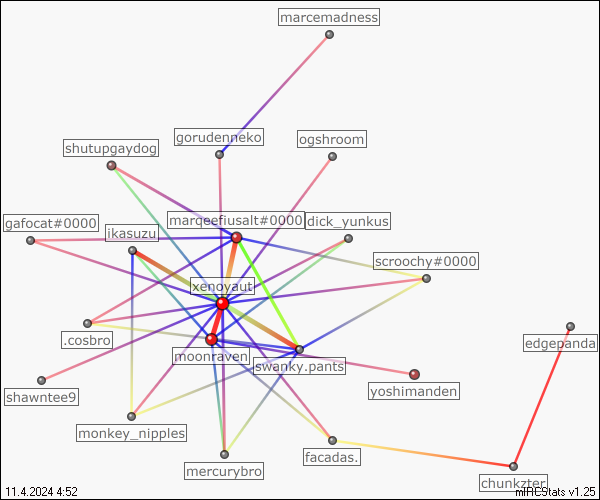 marcemadness
gorudenneko
ogshroom
shutupgaydog
gafocat#0000
ikasuzu
marqeefiusalt#0000
dick_yunkus
scroochy#0000
xenoyaut
.cosbro
moonraven
swanky.pants
edgepanda
shawntee9
yoshimanden
monkey_nipples
mercurybro
facadas.
chunkzter
11.4.2024 4:52
mIRCStats v1.25